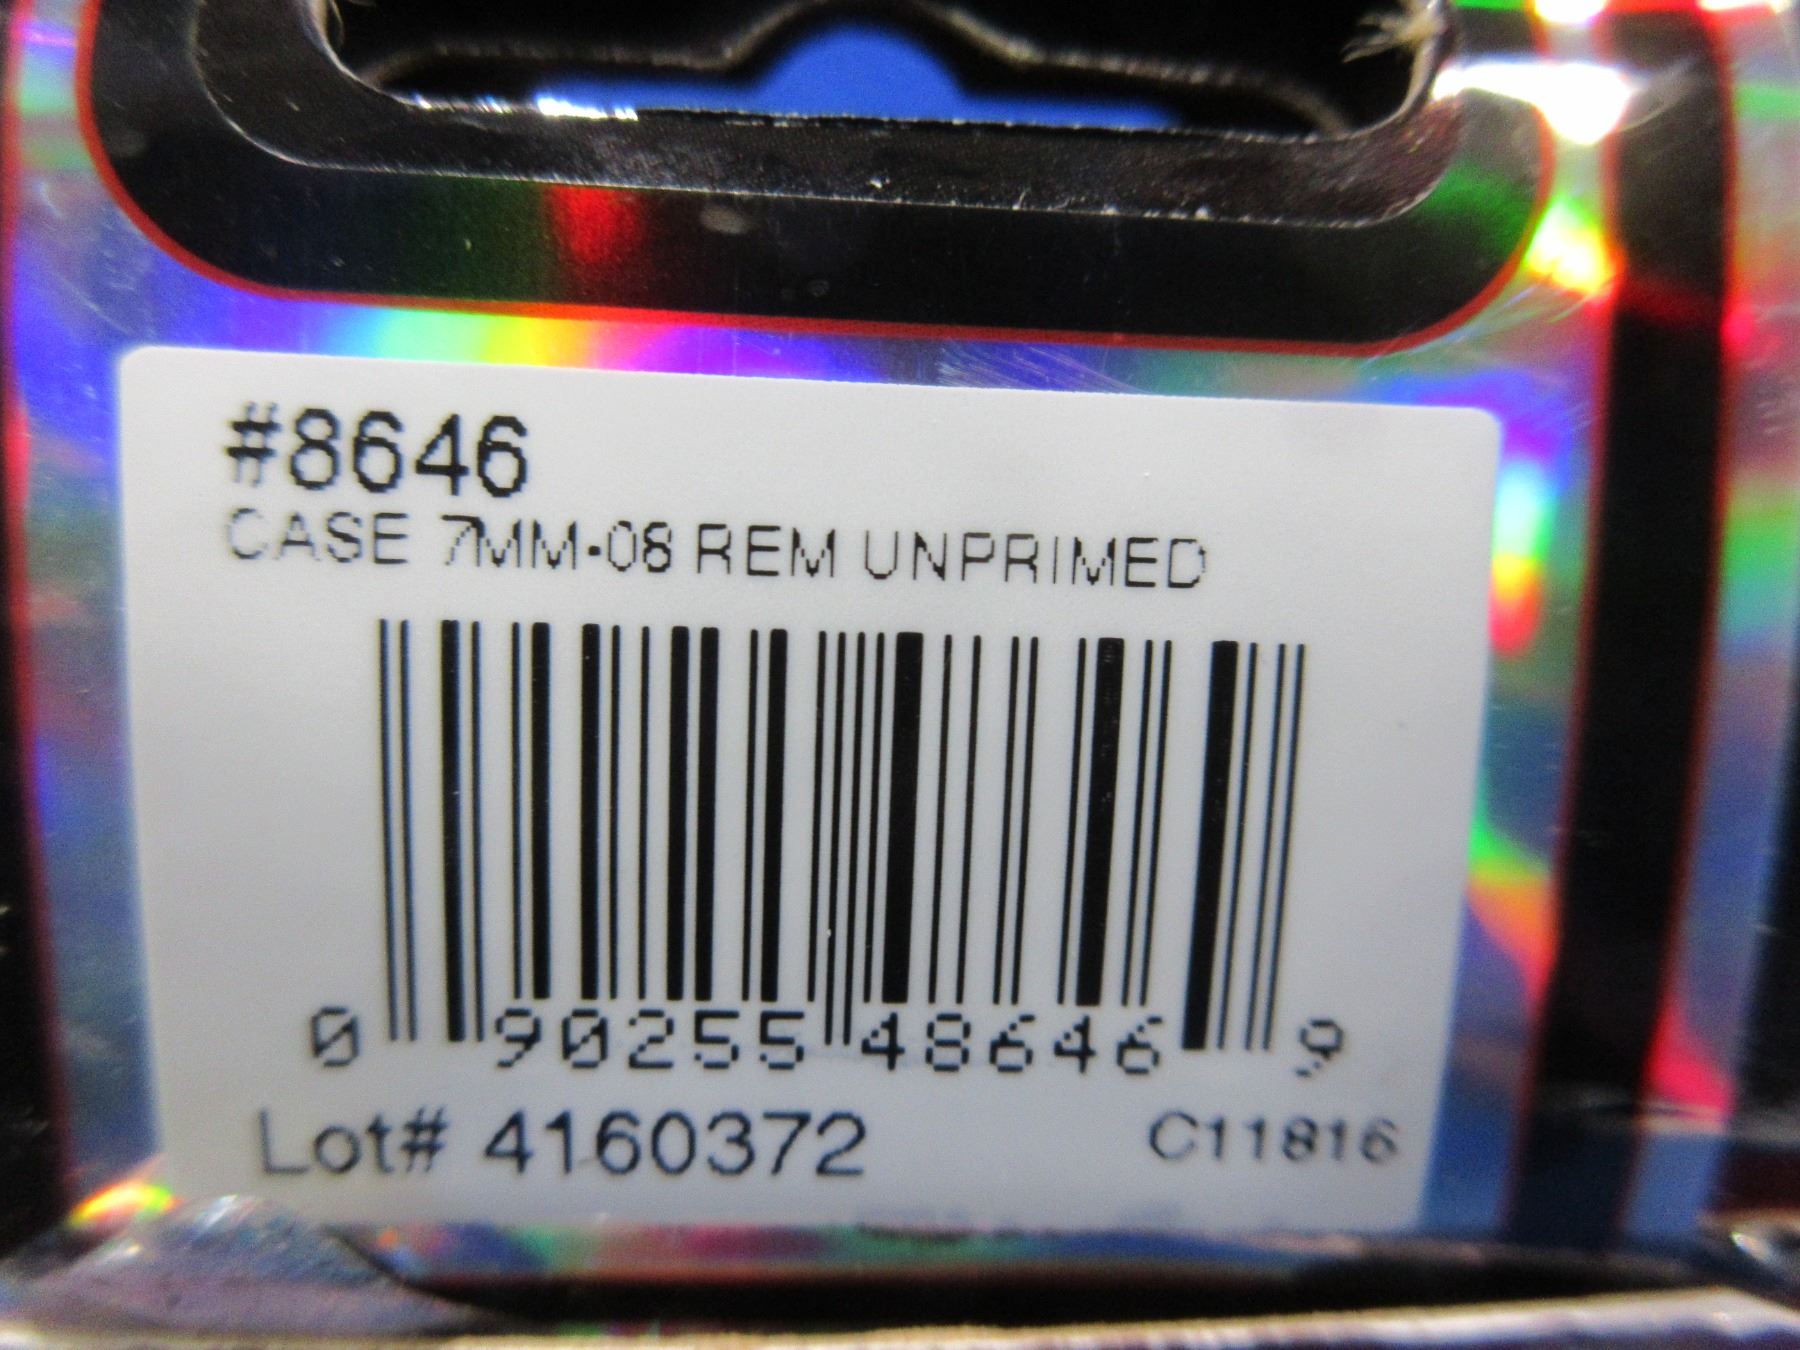 #8646
CASE 7MM-08 REM UNPRIMED
0 90255 48646 9
Lot# 4160372 C11816